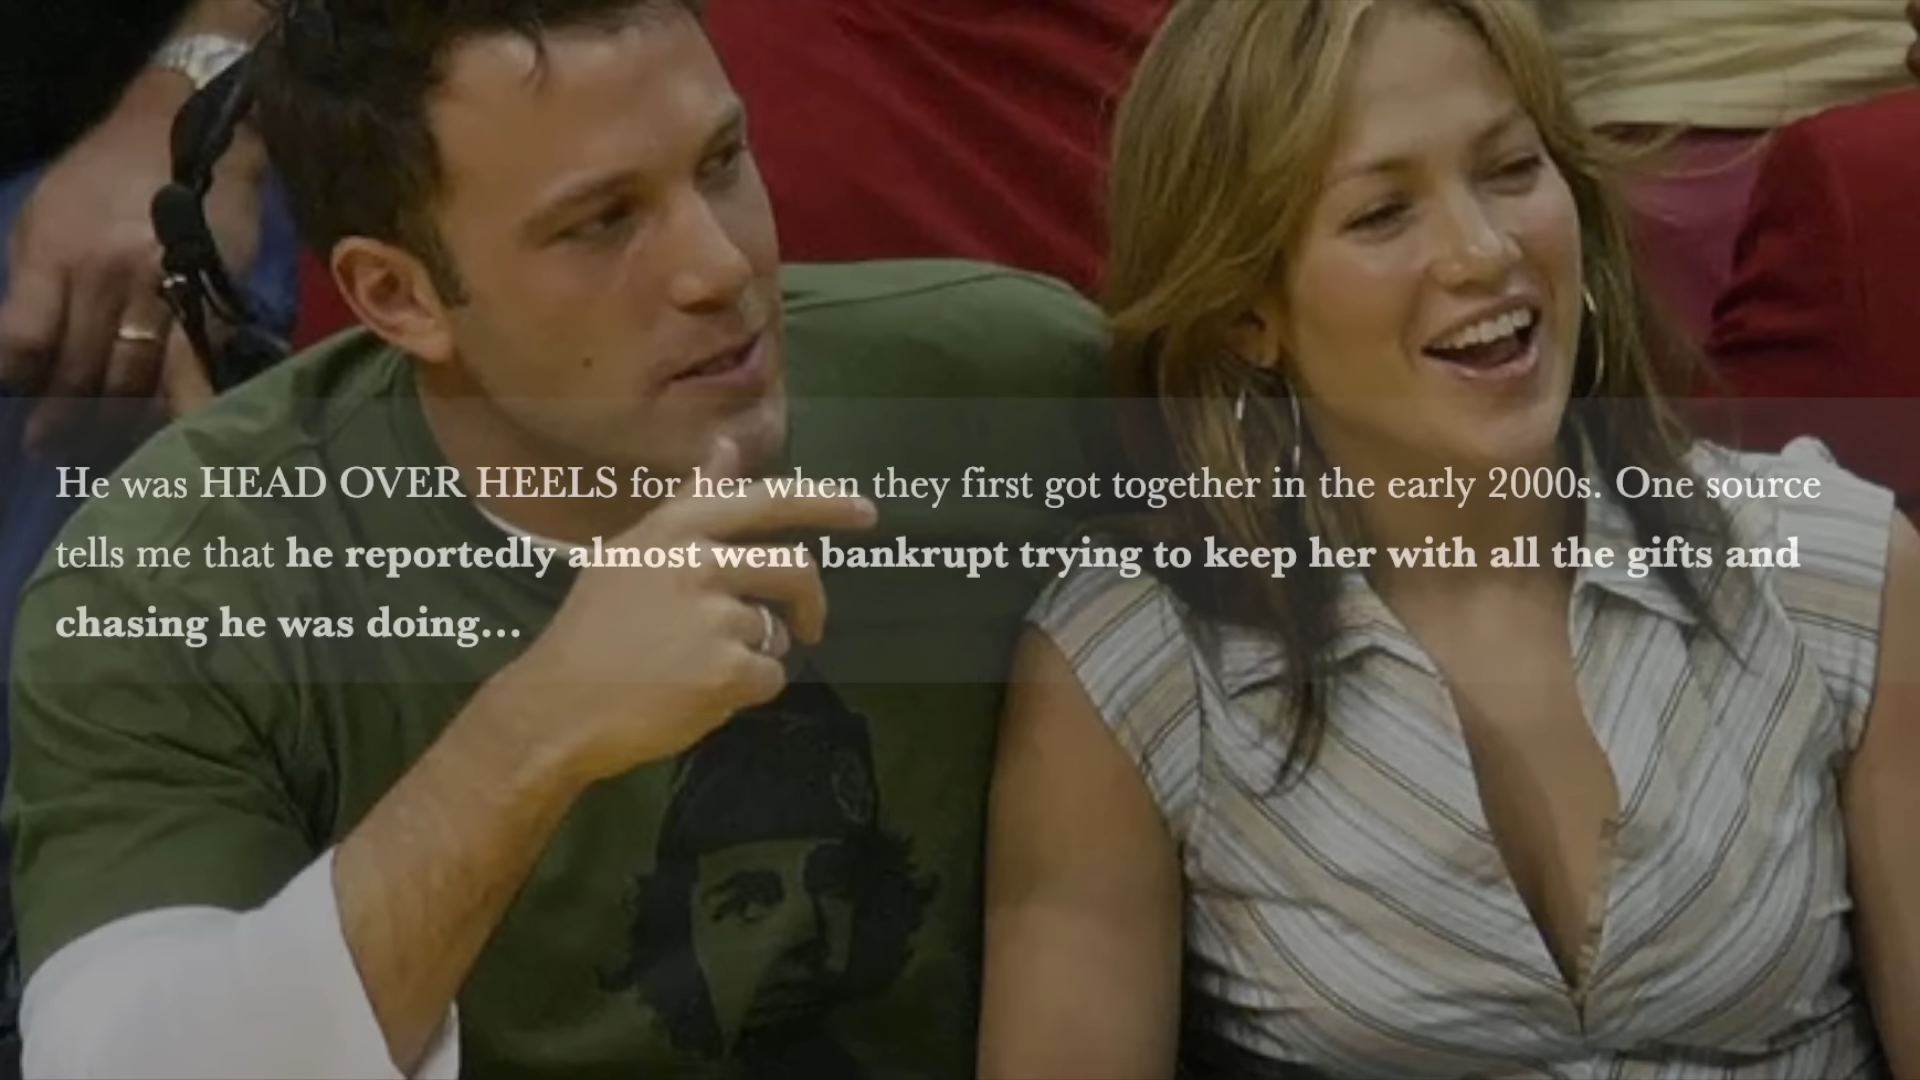 He was HEAD OVER HEELS for her when they first got together in the early 2000s. One source
tells me that he reportedly almost went bankrupt trying to keep her with all the gifts and
chasing he was doing...